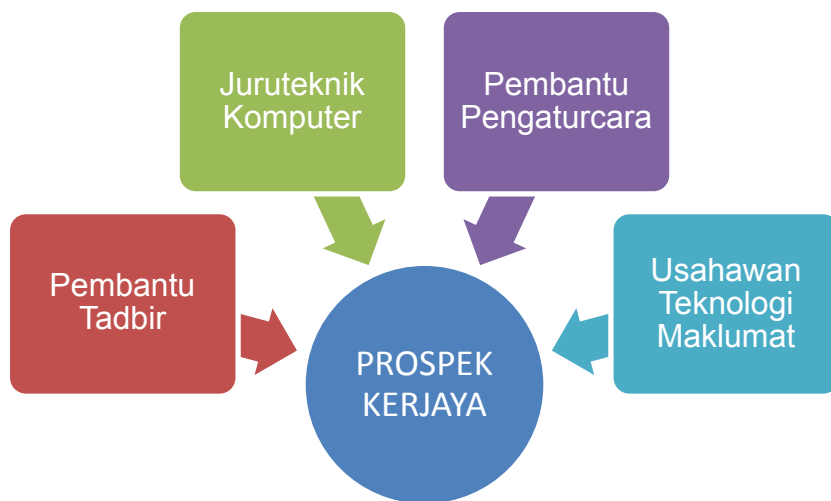 Juruteknik
Komputer
Pembantu
Pengaturcara
Pembantu
Tadbir
Usahawan
Teknologi
Maklumat
PROSPEK
KERJAYA